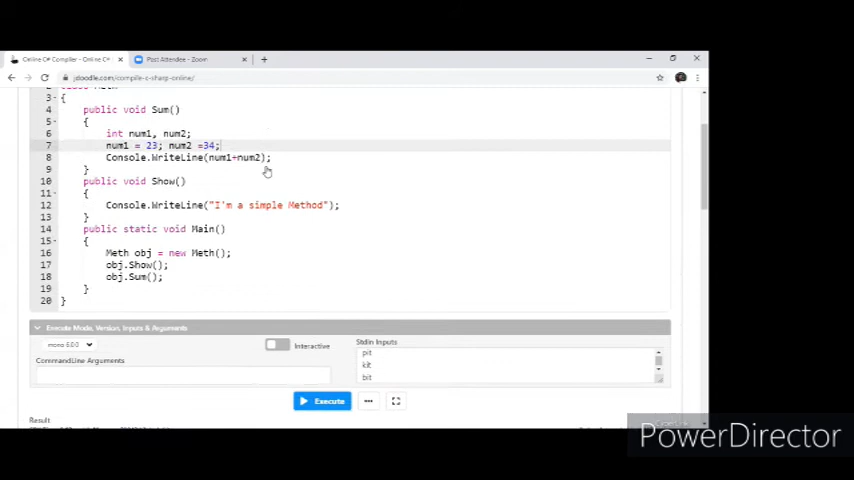 Online C# Compiler - Online C#
Post Attendee - Zoom
jdoodle.com/compile-c-sharp-online/
3 {
4 public void Sum()
5 {
6 int num1, num2;
7 num1 = 23; num2 =34;
8 Console.WriteLine(num1+num2);
9 }
10 public void Show()
11 {
12 Console.WriteLine("I'm a simple Method");
13 }
14 public static void Main()
15 {
16 Meth obj = new Meth();
17 obj.Show();
18 obj.Sum();
19 }
20 }
Execute Mode, Version, Inputs & Arguments
mono 6.0.0
Interactive
Stdin Inputs
pit
kit
bit
CommandLine Arguments
Execute
Result
PowerDirector